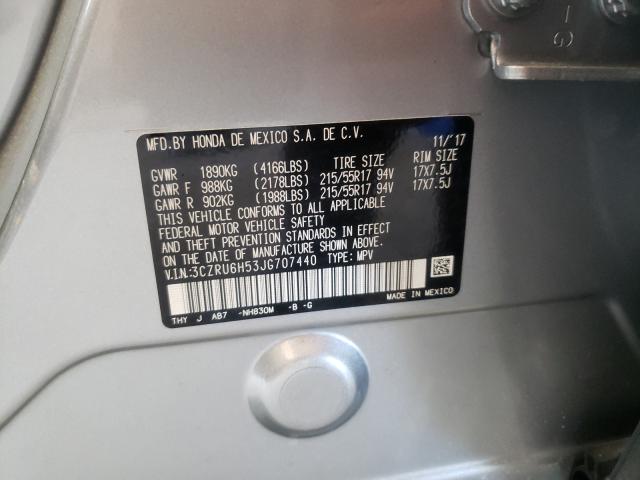 MFD.BY HONDA DE MEXICO S.A. DE C.V. 11/'17
GVWR 1890KG (4166LBS) TIRE SIZE RIM SIZE
GAWR F 988KG (2178LBS) 215/55R17 94V 17X7.5J
GAWR R 902KG (1988LBS) 215/55R17 94V 17X7.5J
THIS VEHICLE CONFORMS TO ALL APPLICABLE
FEDERAL MOTOR VEHICLE SAFETY
AND THEFT PREVENTION STANDARDS IN EFFECT
ON THE DATE OF MANUFACTURE SHOWN ABOVE.
V.I.N.:3CZRU6H53JG707440 TYPE: MPV
THY J AB7 -NH830M -B -G MADE IN MEXICO